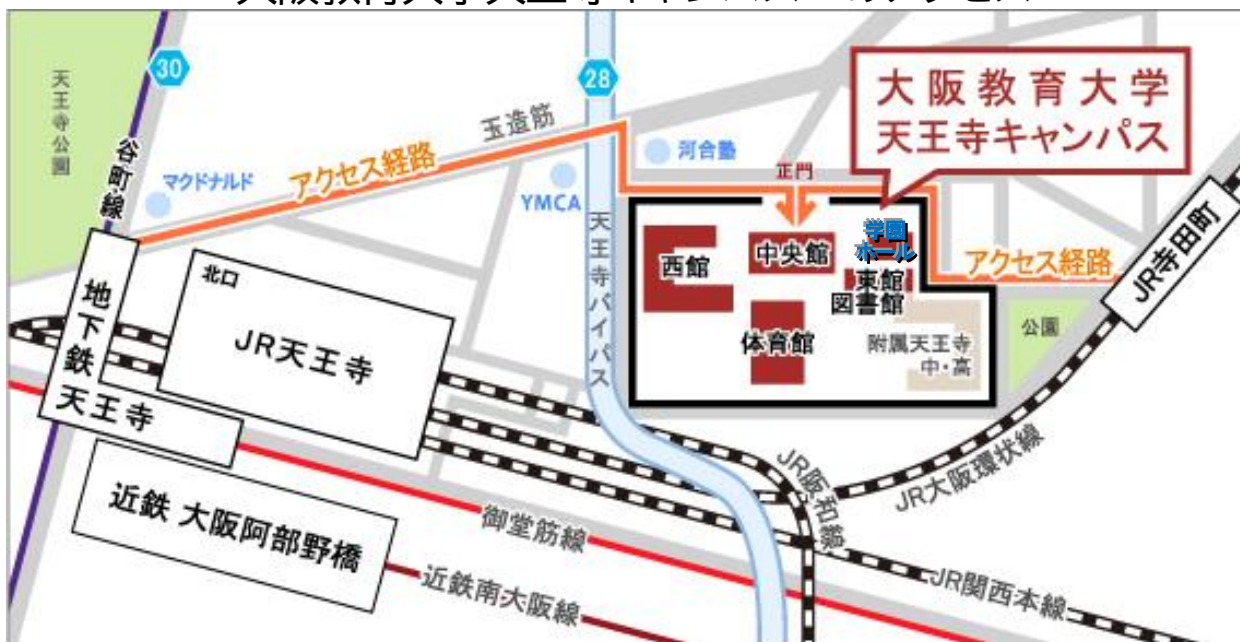 30
28
天王寺公園
谷町線
玉造筋
アクセス経路
マクドナルド
YMCA
河合塾
大阪教育大学
天王寺キャンパス
正門
西館
中央館
学園
ホール
東館
図書館
体育館
附属天王寺
中・高
アクセス経路
公園
JR寺田町
天王寺バイパス
北口
JR天王寺
地下鉄
天王寺
近鉄 大阪阿部野橋
御堂筋線
近鉄南大阪線
JR阪和線
JR大阪環状線
JR関西本線